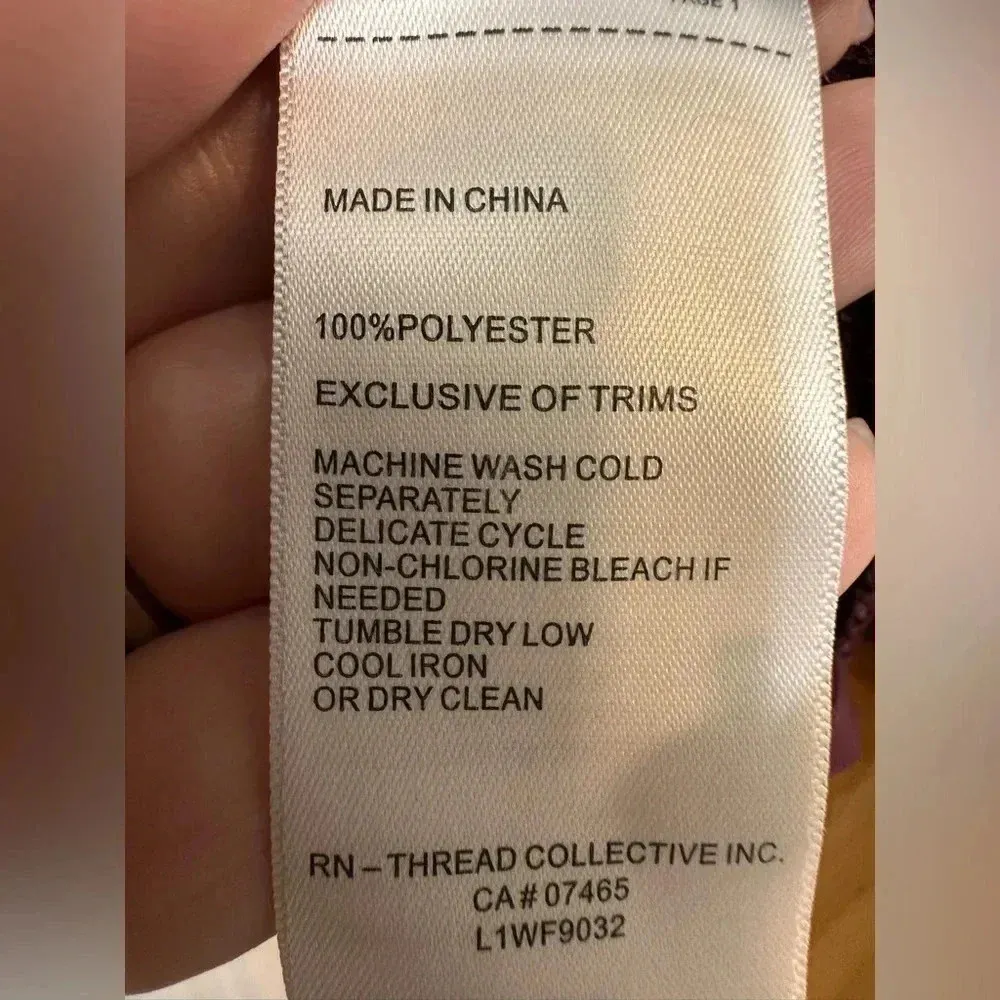 MADE IN CHINA
100%POLYESTER
EXCLUSIVE OF TRIMS
MACHINE WASH COLD
SEPARATELY
DELICATE CYCLE
NON-CHLORINE BLEACH IF
NEEDED
TUMBLE DRY LOW
COOL IRON
OR DRY CLEAN
RN – THREAD COLLECTIVE INC.
CA # 07465
L1WF9032